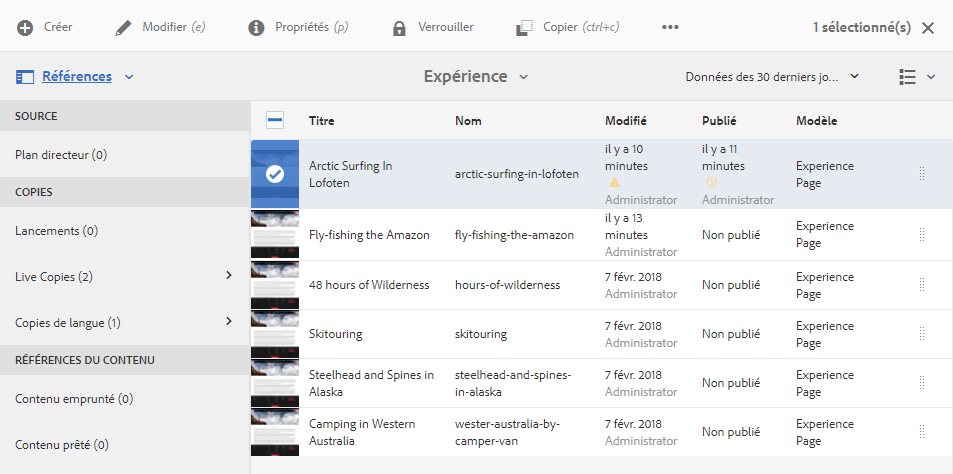 Créer Modifier (e) Propriétés (p) Verrouiller Copier (ctrl+c) ••• 1 sélectionné(s)
Références Expérience Données des 30 derniers jo...
SOURCE
Plan directeur (0)
COPIES
Lancements (0)
Live Copies (2)
Copies de langue (1)
RÉFÉRENCES DU CONTENU
Contenu emprunté (0)
Contenu prêté (0)
Titre Nom Modifié Publié Modèle
Arctic Surfing In
Lofoten
arctic-surfing-in-lofoten
il y a 10
minutes
Administrator
il y a 11
minutes
Administrator
Experience
Page
Fly-fishing the Amazon
fly-fishing-the-amazon
il y a 13
minutes
Administrator
Non publié
Experience
Page
48 hours of Wilderness
hours-of-wilderness
7 févr. 2018
Administrator
Non publié
Experience
Page
Skitouring
skitouring
7 févr. 2018
Administrator
Non publié
Experience
Page
Steelhead and Spines in
Alaska
steelhead-and-spines-
in-alaska
7 févr. 2018
Administrator
Non publié
Experience
Page
Camping in Western
Australia
wester-australia-by-
camper-van
7 févr. 2018
Administrator
Non publié
Experience
Page